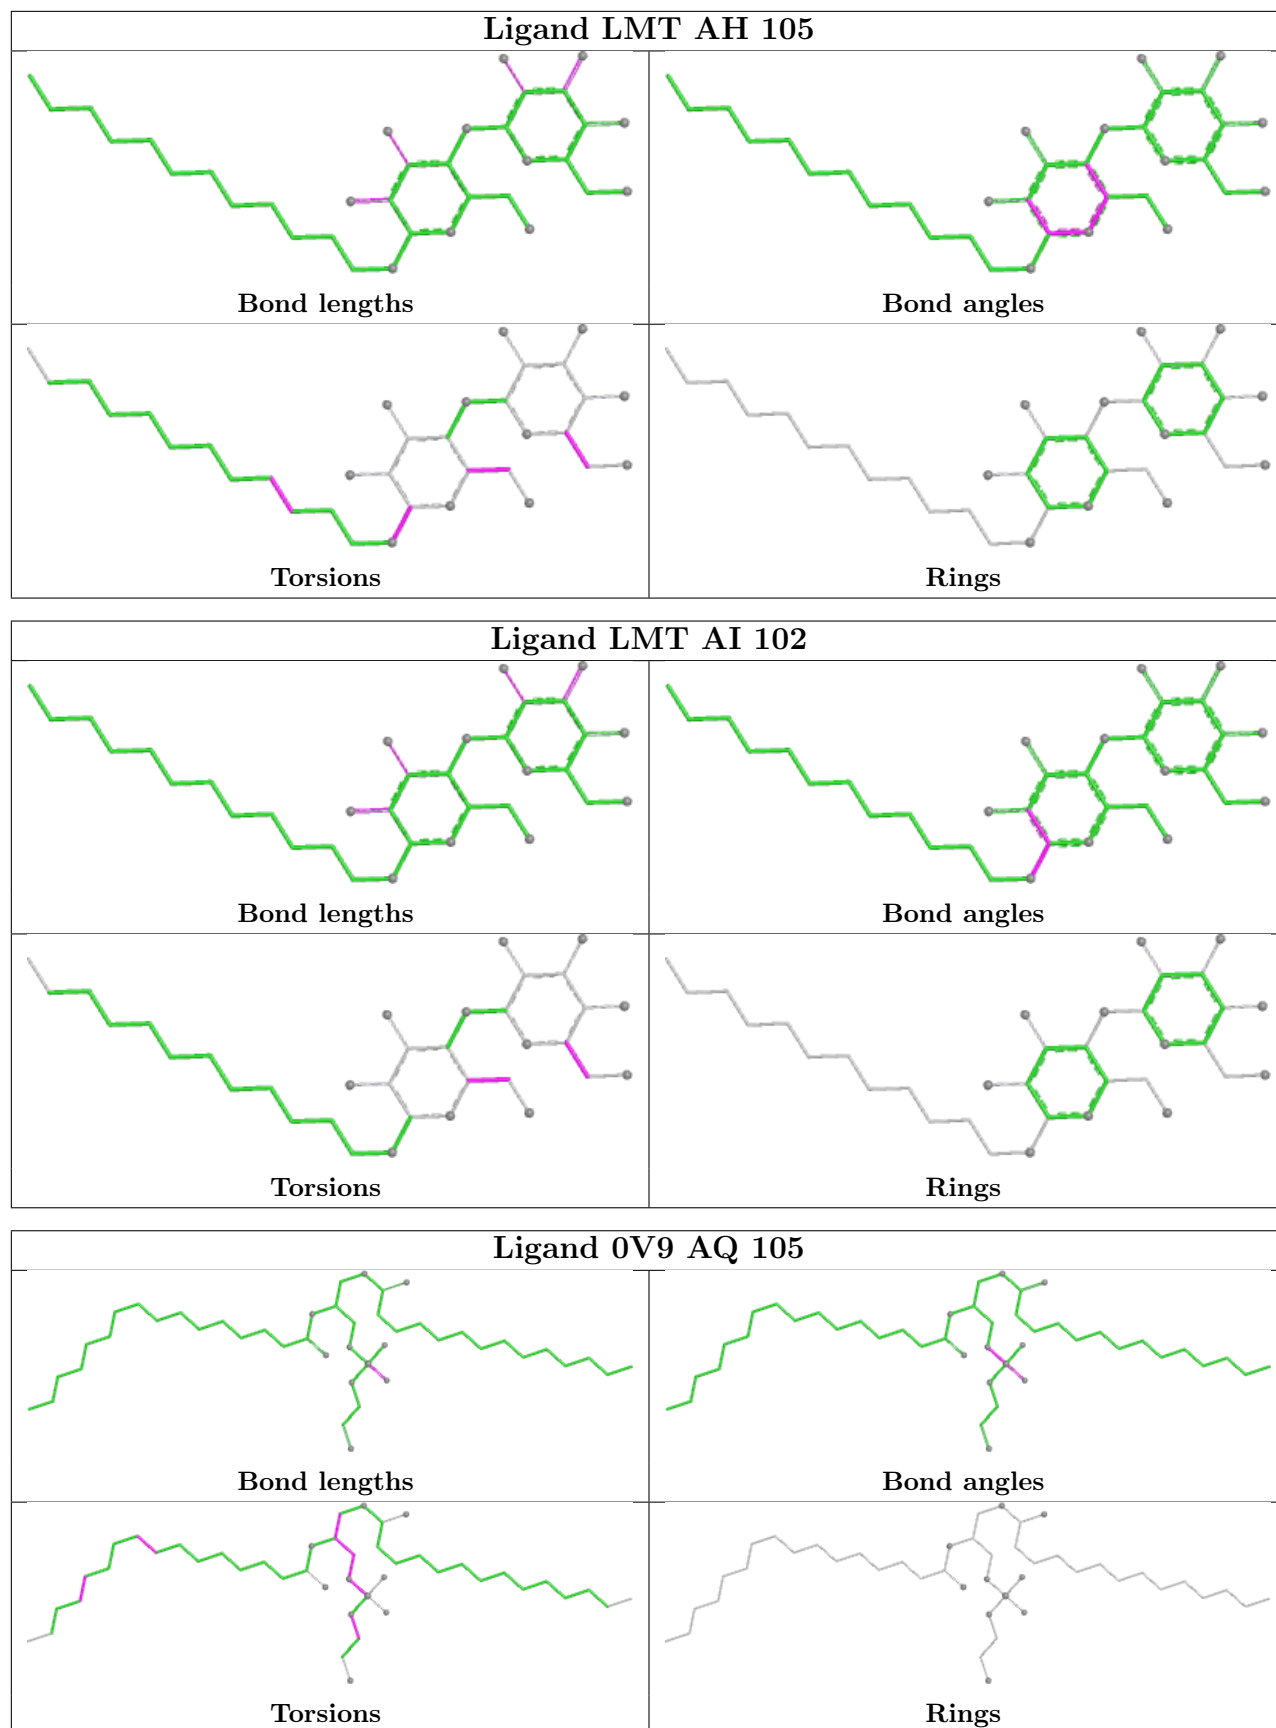 Ligand LMT AH 105
Bond lengths
Bond angles
Torsions
Rings
Ligand LMT AI 102
Bond lengths
Bond angles
Torsions
Rings
Ligand 0V9 AQ 105
Bond lengths
Bond angles
Torsions
Rings